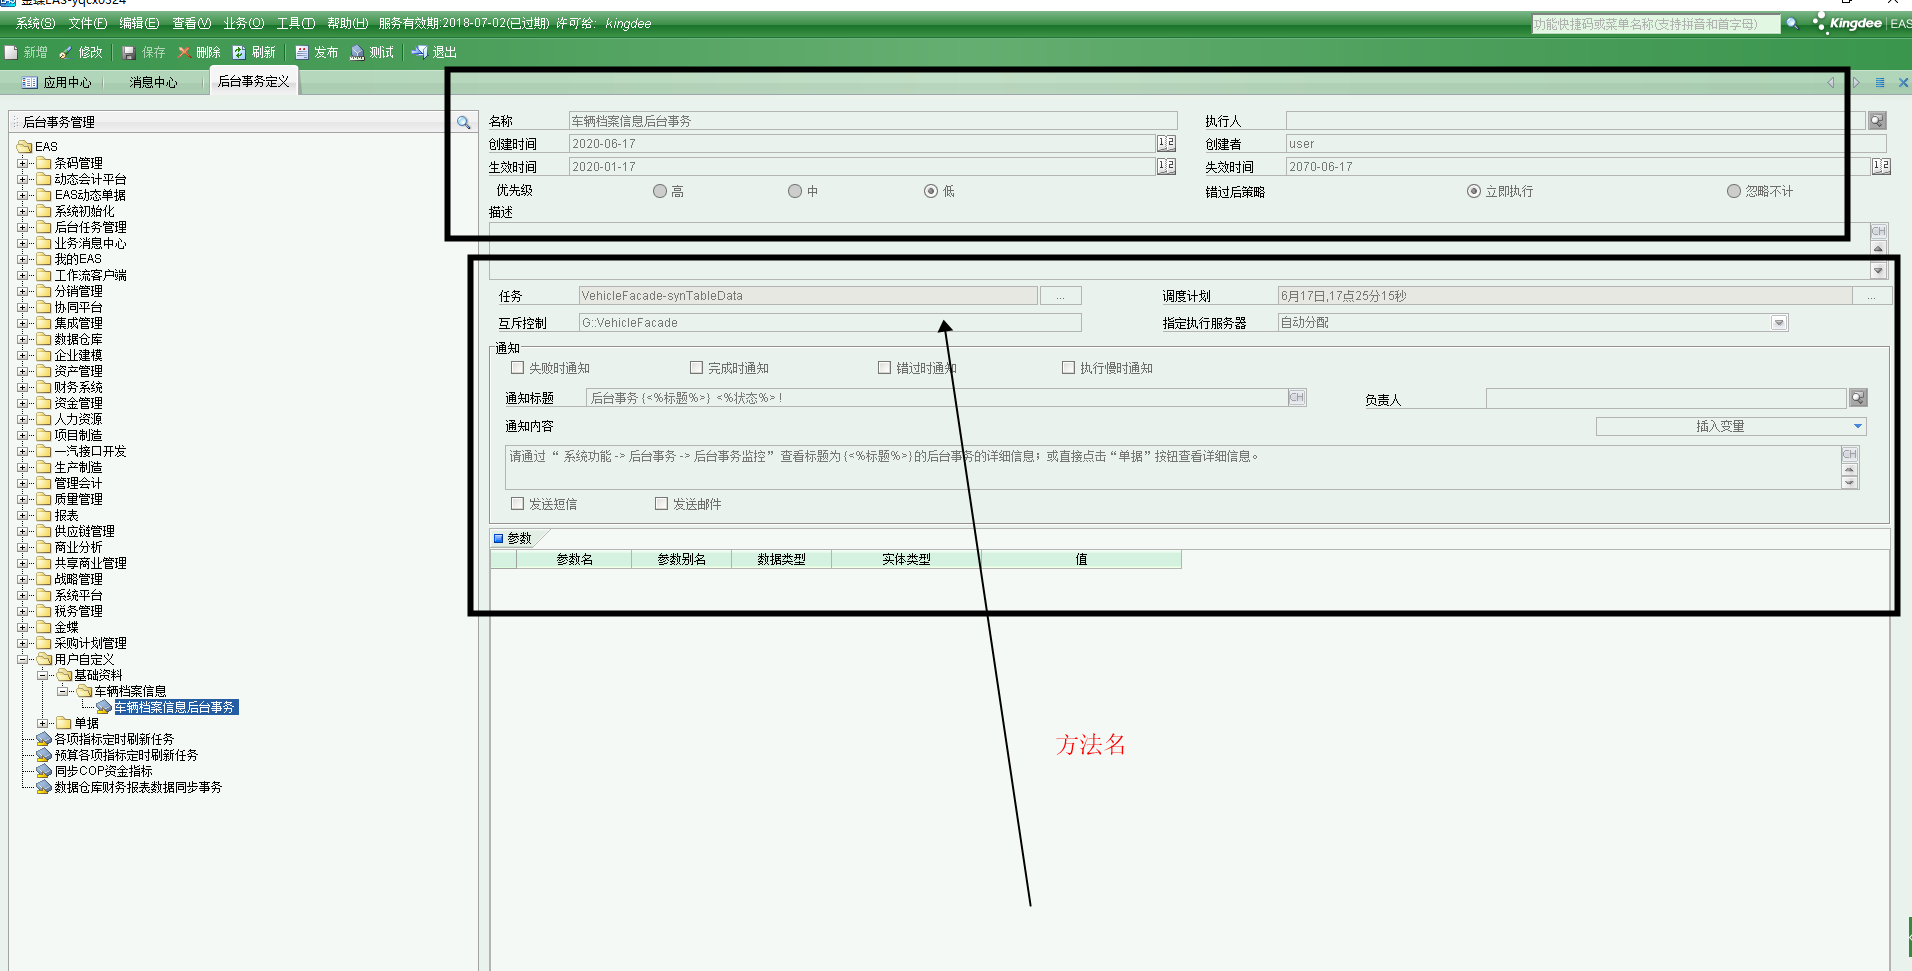 金蝶EAS-yqcx0324
系统(S) 文件(F) 编辑(E) 查看(V) 业务(O) 工具(T) 帮助(H) 服务有效期:2018-07-02(已过期) 许可给: kingdee
功能快捷码或菜单名称(支持拼音和首字母)
Kingdee EAS
新增 修改 保存 删除 刷新 发布 测试 退出
应用中心 消息中心 后台事务定义
后台事务管理
EAS
条码管理
动态会计平台
EAS动态单据
系统初始化
后台任务管理
业务消息中心
我的EAS
工作流客户端
分销管理
协同平台
集成管理
数据仓库
企业建模
资产管理
财务系统
资金管理
人力资源
项目制造
一汽接口开发
生产制造
管理会计
质量管理
报表
供应链管理
商业分析
共享商业管理
战略管理
系统平台
税务管理
金蝶
采购计划管理
用户自定义
基础资料
车辆档案信息
车辆档案信息后台事务
单据
各项指标定时刷新任务
预算各项指标定时刷新任务
同步COP资金指标
数据仓库财务报表数据同步事务
名称 车辆档案信息后台事务 执行人
创建时间 2020-06-17 创建者 user
生效时间 2020-01-17 失效时间 2070-06-17
优先级 高 中 低 错过后策略 立即执行 忽略不计
描述
CH
任务 VehicleFacade-synTableData ... 调度计划 6月17日,17点25分15秒 ...
互斥控制 G::VehicleFacade 指定执行服务器 自动分配
通知
失败时通知 完成时通知 错过时通知 执行慢时通知
通知标题 后台事务 {<%标题%>} <%状态%> ! CH 负责人
通知内容 插入变量
请通过 “ 系统功能 -> 后台事务 -> 后台事务监控” 查看标题为 {<%标题%>} 的后台事务的详细信息；或直接点击 “单据” 按钮查看详细信息。
CH
发送短信 发送邮件
参数
参数名 参数别名 数据类型 实体类型 值
方法名